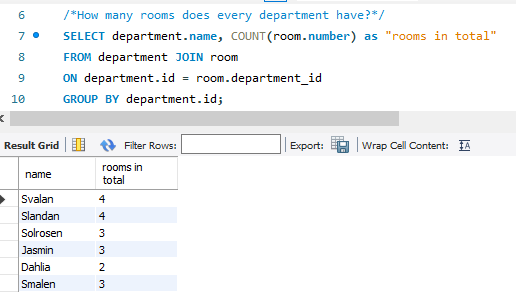 6 /*How many rooms does every department have?*/
7 SELECT department.name, COUNT(room.number) as "rooms in total"
8 FROM department JOIN room
9 ON department.id = room.department_id
10 GROUP BY department.id;
Result Grid Filter Rows: Export: Wrap Cell Content: IA
name rooms in
total
Svalan 4
Slandan 4
Solrosen 3
Jasmin 3
Dahlia 2
Smalen 3